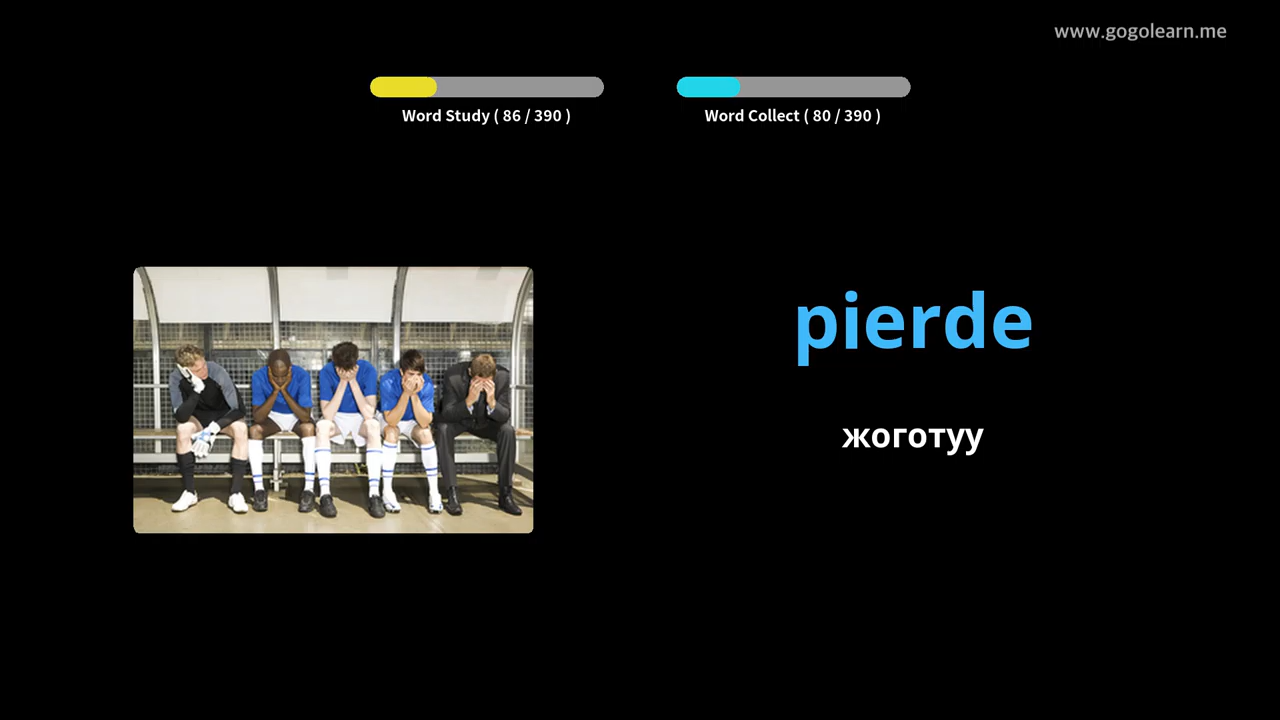 www.gogolearn.me
Word Study ( 86 / 390 )
Word Collect ( 80 / 390 )
pierde
жоготуу